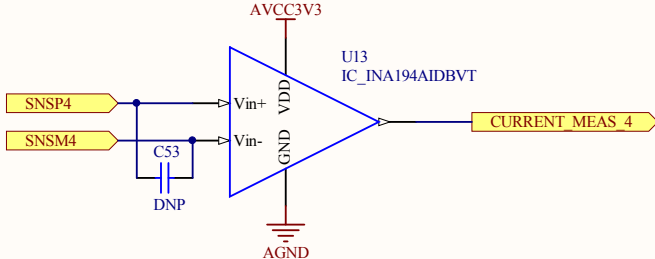 AVCC3V3
U13
IC_INA194AIDBVT
SNSP4
Vin+
VDD
CURRENT_MEAS_4
SNSM4
Vin-
GND
C53
DNP
AGND